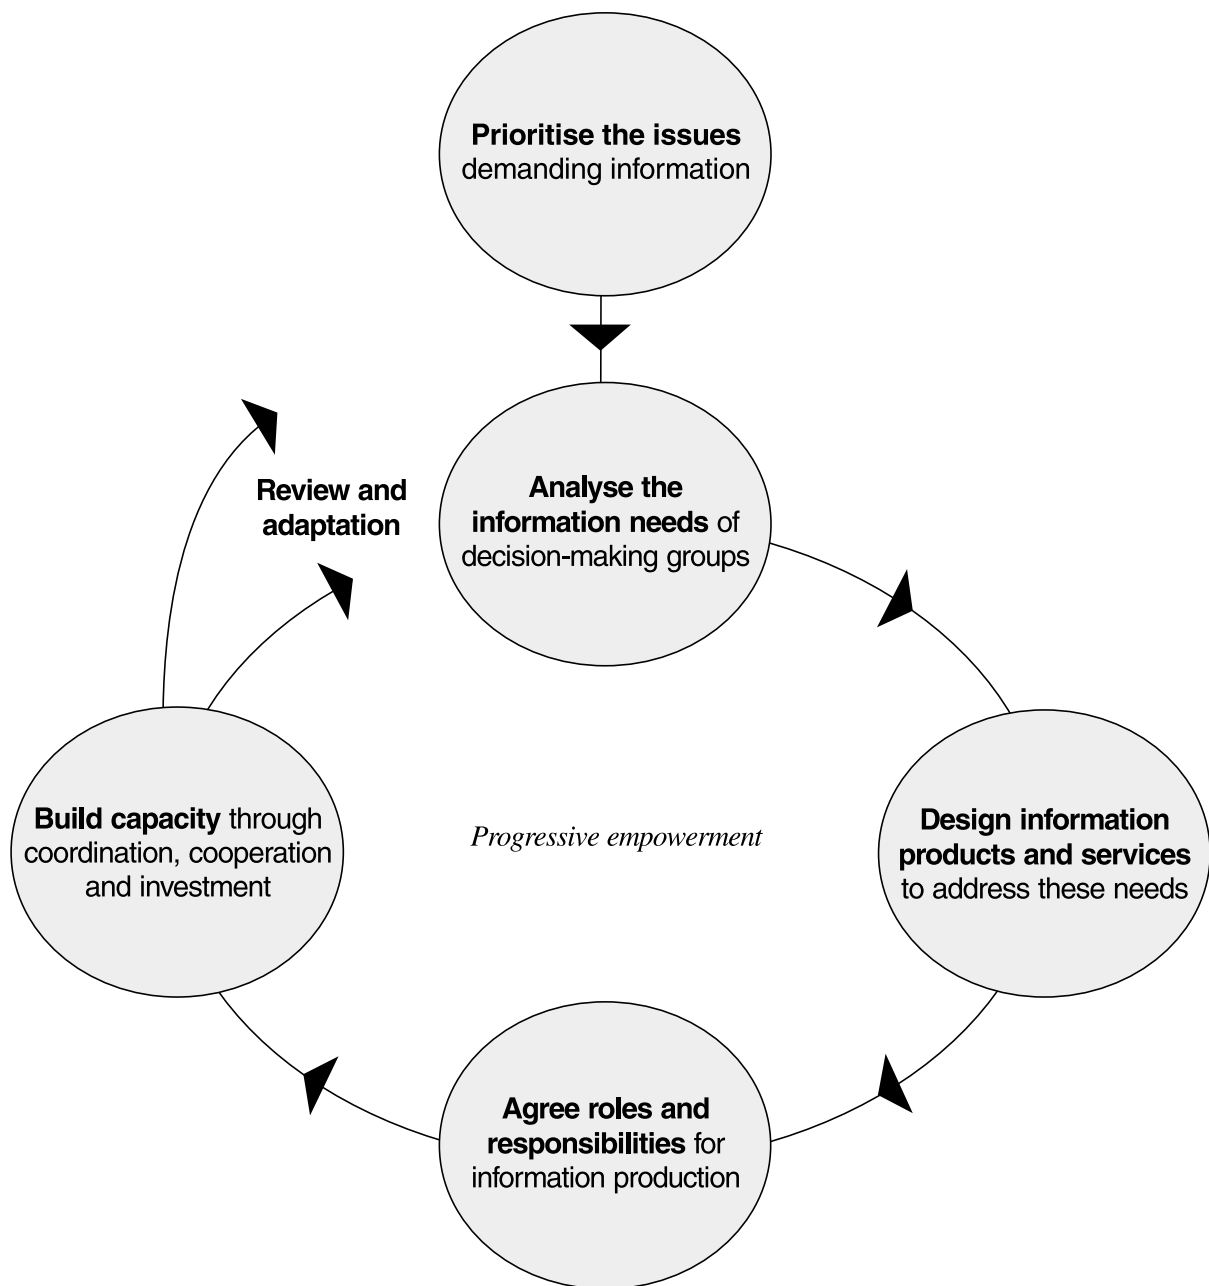 Prioritise the issues
demanding information
Review and
adaptation
Analyse the
information needs of
decision-making groups
Build capacity through
coordination, cooperation
and investment
Progressive empowerment
Design information
products and services
to address these needs
Agree roles and
responsibilities for
information production